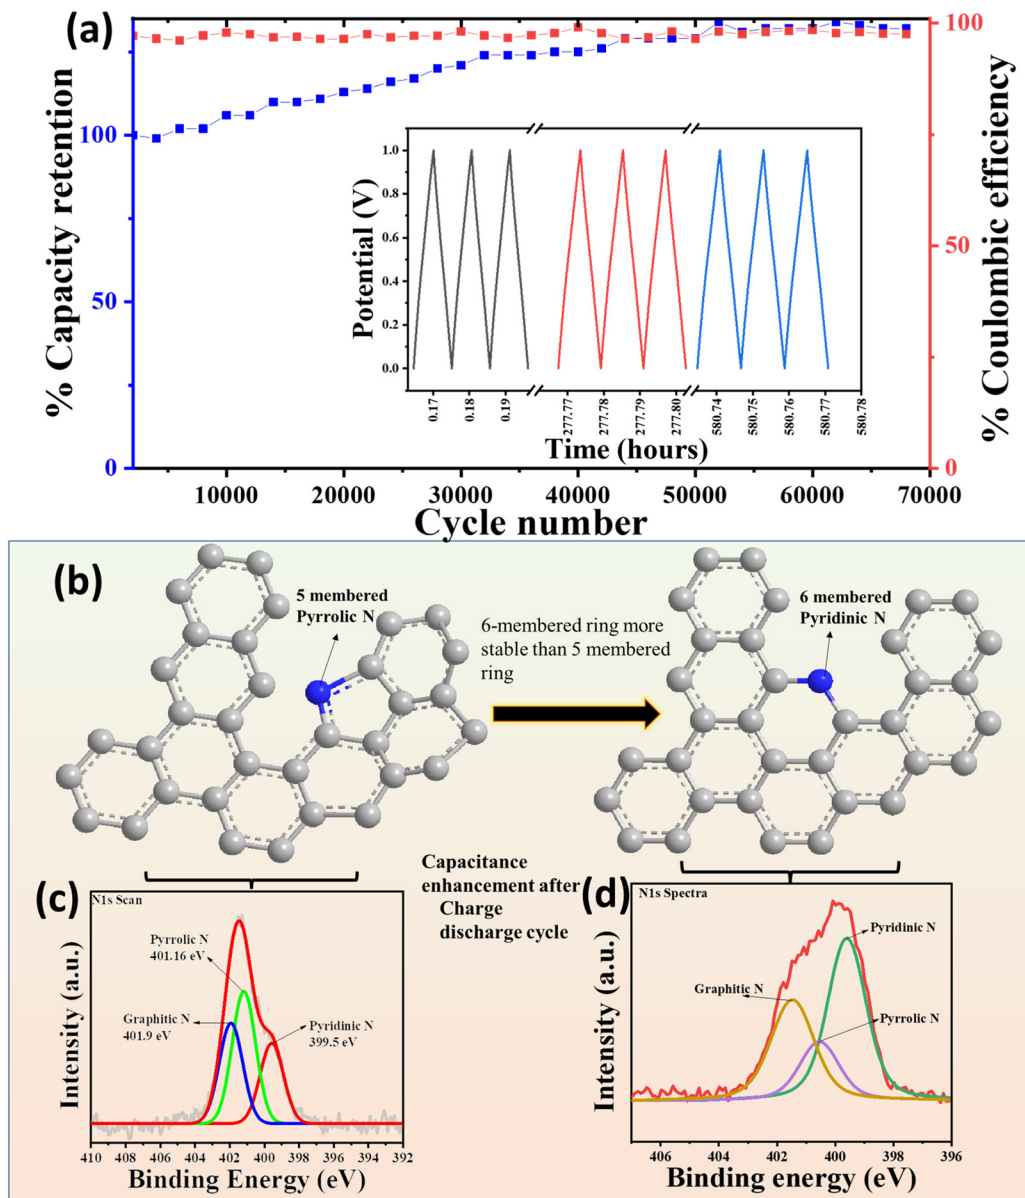 (a)
% Capacity retention
100
50
0
100%
50
0
% Coulombic efficiency
Potential (V)
1.0
0.8
0.6
0.4
0.2
0.0
0.17
0.18
0.19
277.77
277.78
277.79
277.80
580.74
580.75
580.76
580.77
580.78
Time (hours)
10000 20000 30000 40000 50000 60000 70000
Cycle number
(b)
5 membered
Pyrrolic N
6-membered ring more
stable than 5 membered
ring
6 membered
Pyridinic N
Capacitance
enhancement after
Charge
discharge cycle
(c)
N1s Scan
Pyrrolic N
401.16 eV
Graphitic N
401.9 eV
Pyridinic N
399.5 eV
Intensity (a.u.)
410 408 406 404 402 400 398 396 394 392
Binding Energy (eV)
(d)
N1s Spectra
Pyridinic N
Graphitic N
Pyrrolic N
Intensity (a.u.)
406 404 402 400 398 396
Binding energy (eV)